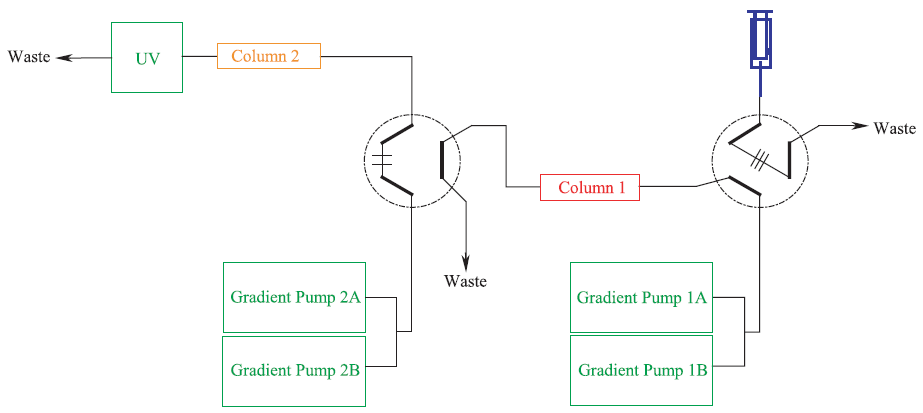 Waste
UV
Column 2
Waste
Column 1
Waste
Gradient Pump 2A
Gradient Pump 1A
Gradient Pump 2B
Gradient Pump 1B